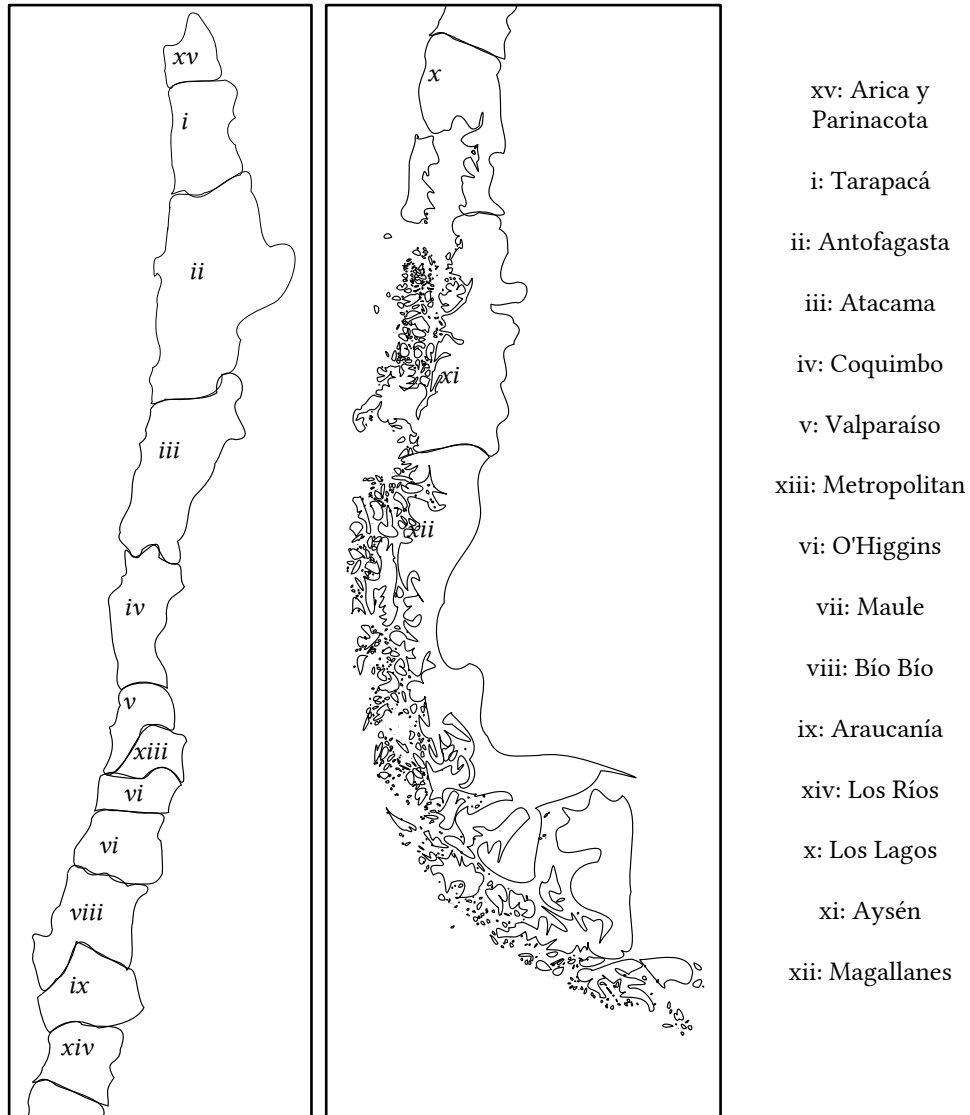 xv
i
ii
iii
iv
v
xiii
vi
vi
viii
ix
xiv
x
xi
xii
xv: Arica y
Parinacota
i: Tarapacá
ii: Antofagasta
iii: Atacama
iv: Coquimbo
v: Valparaíso
xiii: Metropolitan
vi: O'Higgins
vii: Maule
viii: Bío Bío
ix: Araucanía
xiv: Los Ríos
x: Los Lagos
xi: Aysén
xii: Magallanes